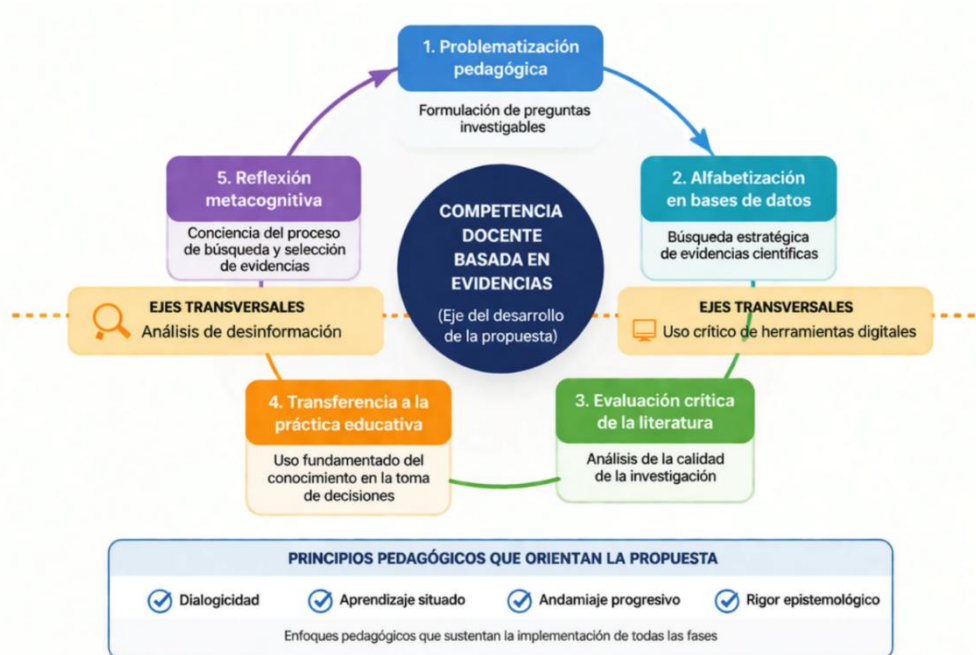 1. Problematización
pedagógica
Formulación de preguntas
investigables
2. Alfabetización
en bases de datos
Búsqueda estratégica
de evidencias científicas
EJES TRANSVERSALES
Uso crítico de herramientas digitales
3. Evaluación crítica
de la literatura
Análisis de la calidad
de la investigación
4. Transferencia a la
práctica educativa
Uso fundamentado del
conocimiento en la toma
de decisiones
EJES TRANSVERSALES
Análisis de desinformación
5. Reflexión
metacognitiva
Conciencia del proceso
de búsqueda y selección
de evidencias
COMPETENCIA
DOCENTE
BASADA EN
EVIDENCIAS
(Eje del desarrollo
de la propuesta)
PRINCIPIOS PEDAGÓGICOS QUE ORIENTAN LA PROPUESTA
Dialogicidad Aprendizaje situado Andamiaje progresivo Rigor epistemológico
Enfoques pedagógicos que sustentan la implementación de todas las fases